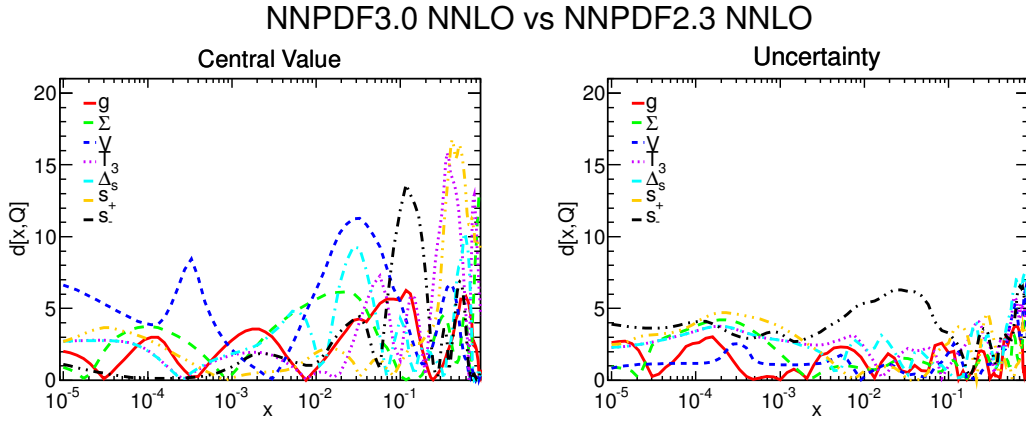 NNPDF3.0 NNLO vs NNPDF2.3 NNLO
Central Value
d[x,Q]
20
15
10
5
0
g
Σ
V
T₃
Δₛ
s₊
s₋
10⁻⁵ 10⁻⁴ 10⁻³ 10⁻² 10⁻¹
x
Uncertainty
d[x,Q]
20
15
10
5
0
g
Σ
V
T₃
Δₛ
s₊
s₋
10⁻⁵ 10⁻⁴ 10⁻³ 10⁻² 10⁻¹
x